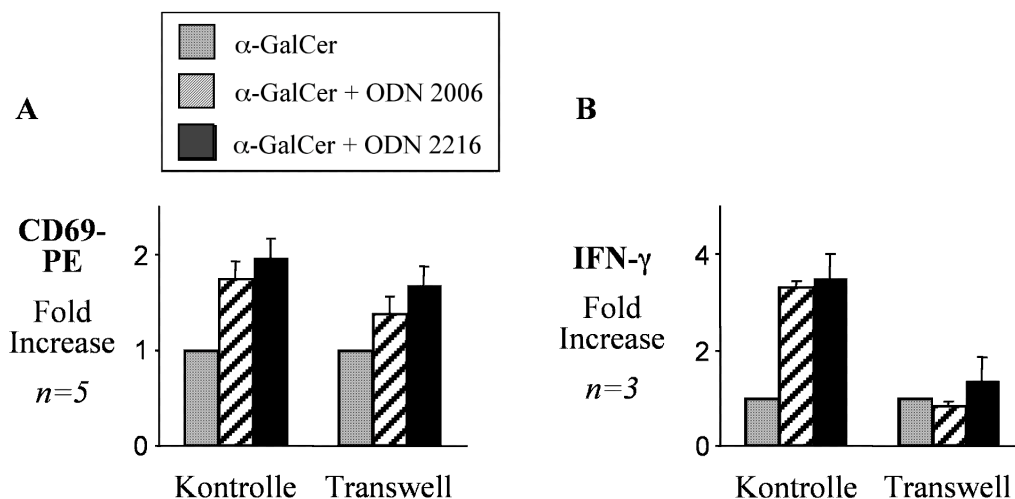 α-GalCer
α-GalCer + ODN 2006
α-GalCer + ODN 2216
A
CD69-
PE
Fold
Increase
n=5
2
1
0
Kontrolle Transwell
B
IFN-γ
Fold
Increase
n=3
4
2
0
Kontrolle Transwell